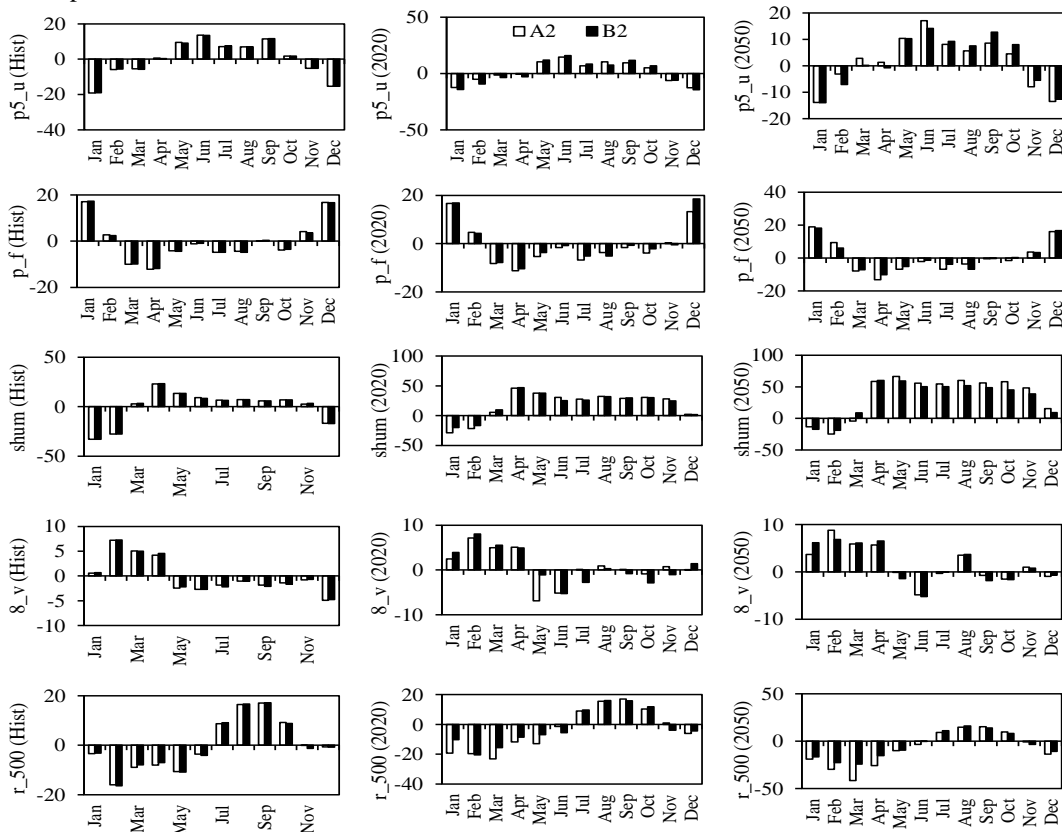 p5_u (Hist)
20
0
-20
-40
Jan Feb Mar Apr May Jun Jul Aug Sep Oct Nov Dec
p5_u (2020)
50
0
-50
A2 B2
Jan Feb Mar Apr May Jun Jul Aug Sep Oct Nov Dec
p5_u (2050)
20
10
0
-10
-20
Jan Feb Mar Apr May Jun Jul Aug Sep Oct Nov Dec
p_f (Hist)
20
0
-20
Jan Feb Mar Apr May Jun Jul Aug Sep Oct Nov Dec
p_f (2020)
20
0
-20
Jan Feb Mar Apr May Jun Jul Aug Sep Oct Nov Dec
p_f (2050)
40
20
0
-20
Jan Feb Mar Apr May Jun Jul Aug Sep Oct Nov Dec
shum (Hist)
50
0
-50
Jan Mar May Jul Sep Nov
shum (2020)
100
50
0
-50
Jan Feb Mar Apr May Jun Jul Aug Sep Oct Nov Dec
shum (2050)
100
50
0
-50
Jan Feb Mar Apr May Jun Jul Aug Sep Oct Nov Dec
8_v (Hist)
10
5
0
-5
-10
Jan Mar May Jul Sep Nov
8_v (2020)
10
0
-10
Jan Feb Mar Apr May Jun Jul Aug Sep Oct Nov Dec
8_v (2050)
10
0
-10
Jan Feb Mar Apr May Jun Jul Aug Sep Oct Nov Dec
r_500 (Hist)
20
0
-20
Jan Mar May Jul Sep Nov
r_500 (2020)
20
0
-20
-40
Jan Feb Mar Apr May Jun Jul Aug Sep Oct Nov Dec
r_500 (2050)
50
0
-50
Jan Feb Mar Apr May Jun Jul Aug Sep Oct Nov Dec